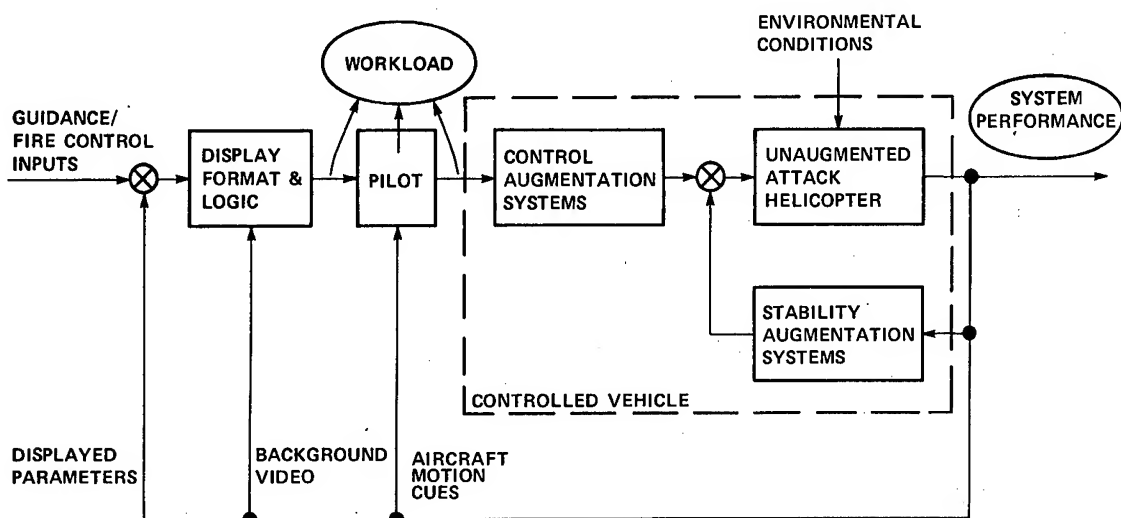 ENVIRONMENTAL
CONDITIONS
WORKLOAD
SYSTEM
PERFORMANCE
GUIDANCE/
FIRE CONTROL
INPUTS
DISPLAY
FORMAT &
LOGIC
PILOT
CONTROL
AUGMENTATION
SYSTEMS
UNAUGMENTED
ATTACK
HELICOPTER
STABILITY
AUGMENTATION
SYSTEMS
CONTROLLED VEHICLE
DISPLAYED
PARAMETERS
BACKGROUND
VIDEO
AIRCRAFT
MOTION
CUES